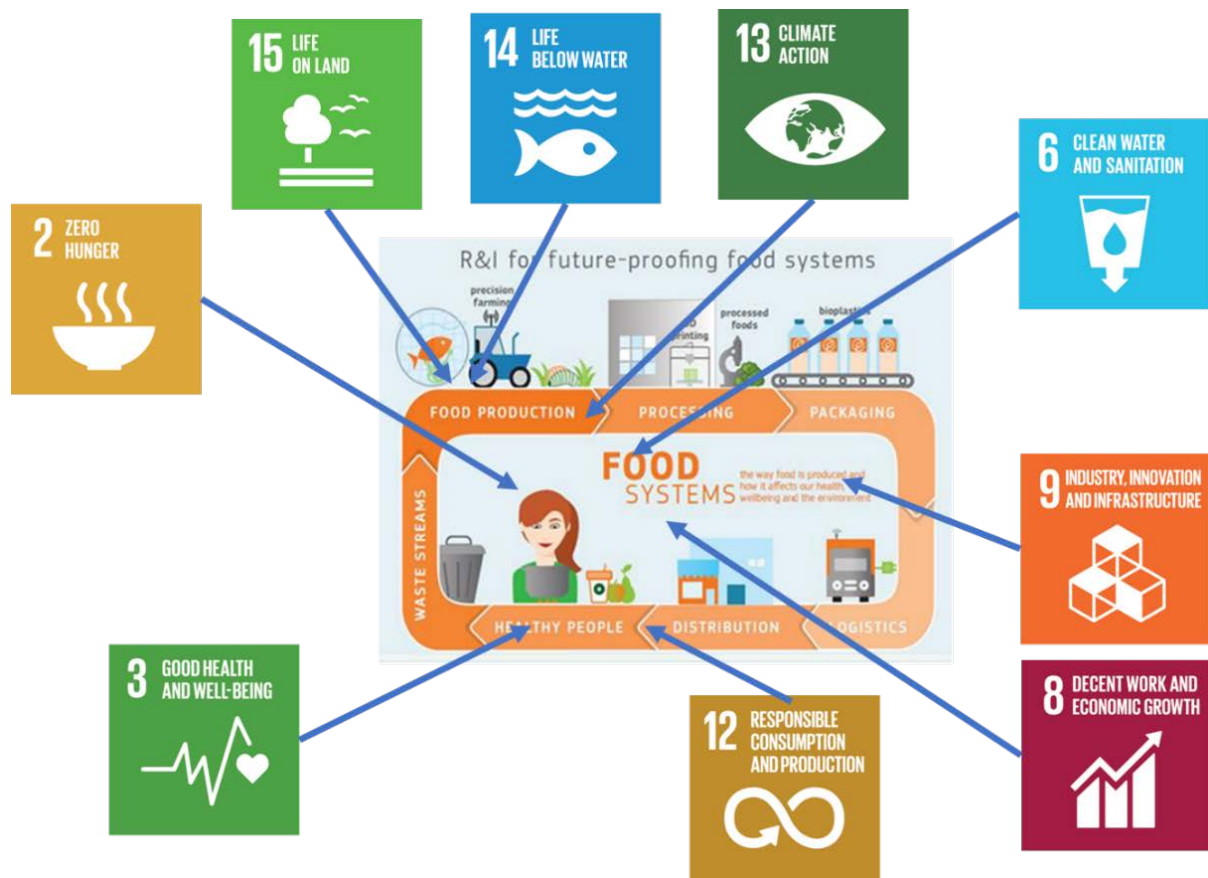 15 LIFE
ON LAND
14 LIFE
BELOW WATER
13 CLIMATE
ACTION
6 CLEAN WATER
AND SANITATION
2 ZERO
HUNGER
R&I for future-proofing food systems
precision
farming
processed
foods
printing
bioplastics
FOOD PRODUCTION
PROCESSING
PACKAGING
FOOD
SYSTEMS
the way food is produced and
how it affects our health,
wellbeing and the environment
WASTE STREAMS
HEALTHY PEOPLE
DISTRIBUTION
LOGISTICS
9 INDUSTRY, INNOVATION
AND INFRASTRUCTURE
3 GOOD HEALTH
AND WELL-BEING
12 RESPONSIBLE
CONSUMPTION
AND PRODUCTION
8 DECENT WORK AND
ECONOMIC GROWTH